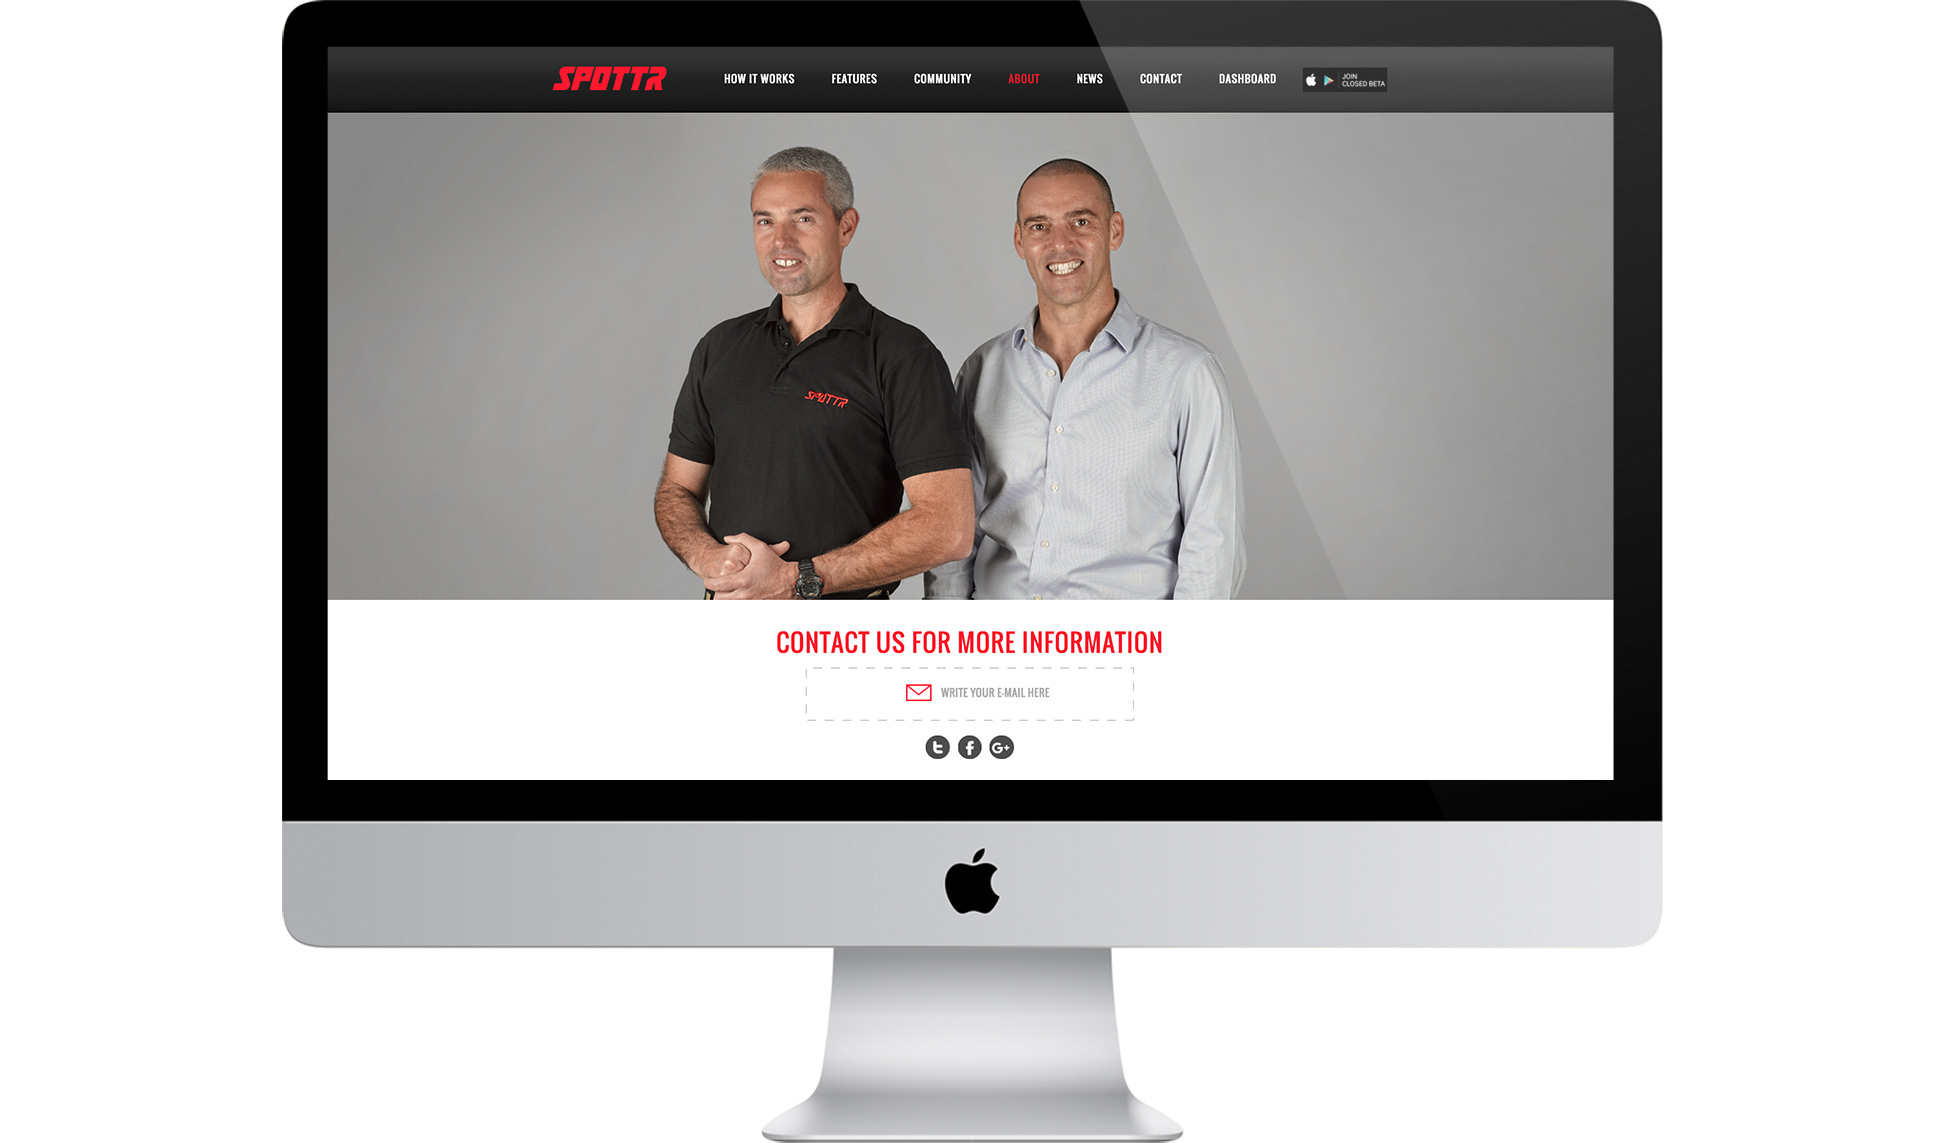 SPOTTR
HOW IT WORKS
FEATURES
COMMUNITY
ABOUT
NEWS
CONTACT
DASHBOARD
JOIN
CLOSED BETA
SPOTTR
CONTACT US FOR MORE INFORMATION
WRITE YOUR E-MAIL HERE
G+